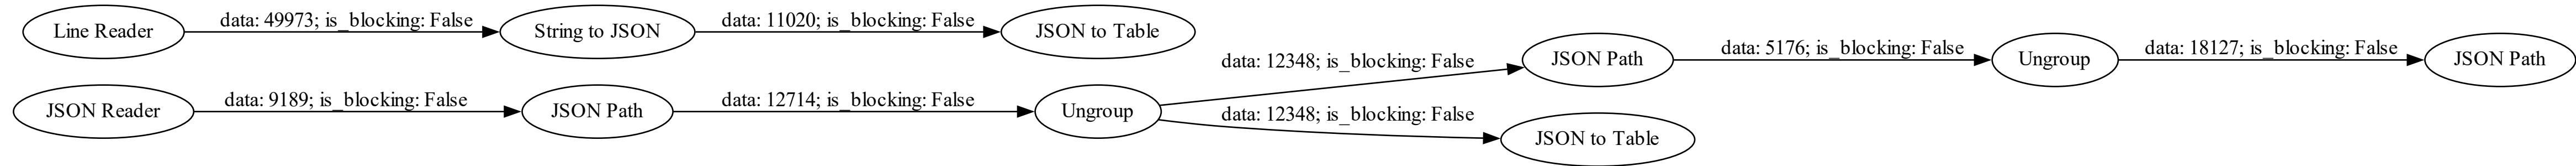 Line Reader
data: 49973; is_blocking: False
String to JSON
data: 11020; is_blocking: False
JSON to Table
JSON Reader
data: 9189; is_blocking: False
JSON Path
data: 12714; is_blocking: False
Ungroup
data: 12348; is_blocking: False
JSON Path
data: 5176; is_blocking: False
Ungroup
data: 18127; is_blocking: False
JSON Path
data: 12348; is_blocking: False
JSON to Table